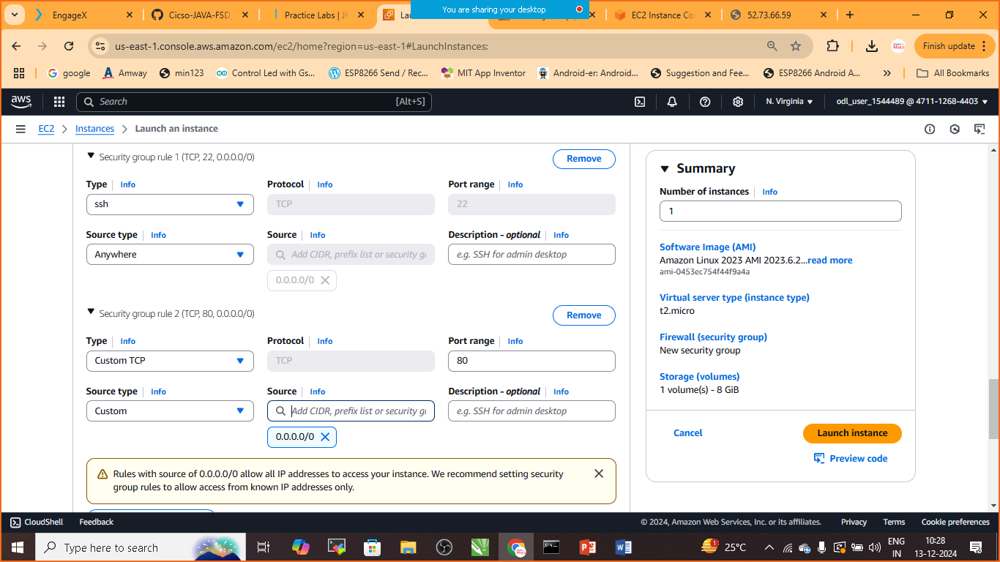 You are sharing your desktop
EngageX
Cicso-JAVA-FSD_
Practice Labs | JF
Lau
EC2 Instance Co
52.73.66.59
us-east-1.console.aws.amazon.com/ec2/home?region=us-east-1#LaunchInstances:
Finish update
google
Amway
min123
Control Led with Gs...
ESP8266 Send / Rec...
MIT App Inventor
Android-er: Android...
Suggestion and Fee...
ESP8266 Android A...
All Bookmarks
aws
Search
[Alt+S]
N. Virginia
odl_user_1544489 @ 4711-1268-4403
EC2
Instances
Launch an instance
Security group rule 1 (TCP, 22, 0.0.0.0/0)
Remove
Type Info
Protocol Info
Port range Info
ssh
TCP
22
Source type Info
Source Info
Description - optional Info
Anywhere
Add CIDR, prefix list or security gr
e.g. SSH for admin desktop
0.0.0.0/0
Security group rule 2 (TCP, 80, 0.0.0.0/0)
Remove
Type Info
Protocol Info
Port range Info
Custom TCP
TCP
80
Source type Info
Source Info
Description - optional Info
Custom
Add CIDR, prefix list or security gr
e.g. SSH for admin desktop
0.0.0.0/0
Rules with source of 0.0.0.0/0 allow all IP addresses to access your instance. We recommend setting security
group rules to allow access from known IP addresses only.
Summary
Number of instances Info
1
Software Image (AMI)
Amazon Linux 2023 AMI 2023.6.2...read more
ami-0453ec754f44f9a4a
Virtual server type (instance type)
t2.micro
Firewall (security group)
New security group
Storage (volumes)
1 volume(s) - 8 GiB
Cancel
Launch instance
Preview code
CloudShell
Feedback
© 2024, Amazon Web Services, Inc. or its affiliates.
Privacy
Terms
Cookie preferences
Type here to search
25°C
ENG
IN
10:28
13-12-2024